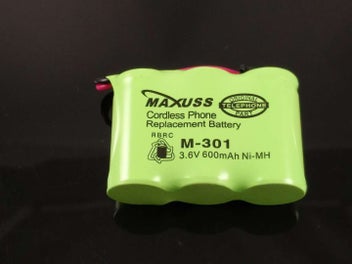 MAXUSS
Cordless Phone
Replacement Battery
ORIGINAL
TELEPHONE
PART
RBRC
M-301
3.6V 600mAh Ni-MH